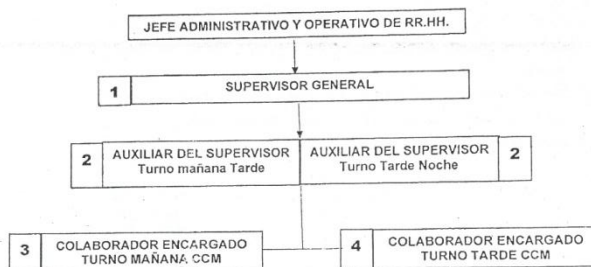 JEFE ADMINISTRATIVO Y OPERATIVO DE RR.HH.
1 SUPERVISOR GENERAL
2 AUXILIAR DEL SUPERVISOR
Turno mañana Tarde
AUXILIAR DEL SUPERVISOR 2
Turno Tarde Noche
3 COLABORADOR ENCARGADO
TURNO MAÑANA CCM
4 COLABORADOR ENCARGADO
TURNO TARDE CCM